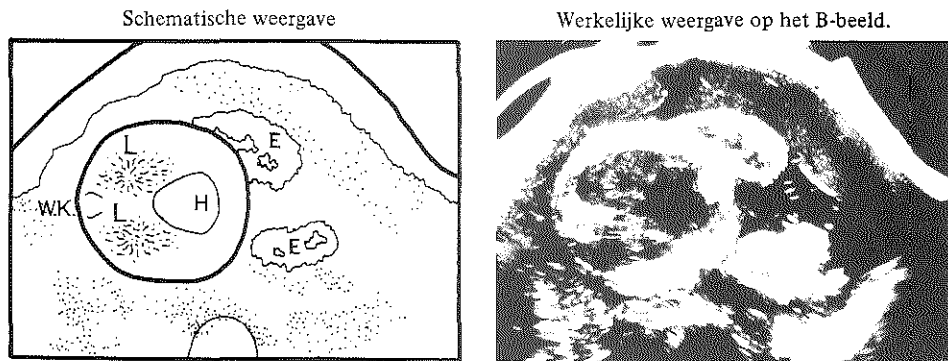 Schematische weergave
Werkelijke weergave op het B-beeld.
L
E
W.K.
L
H
E